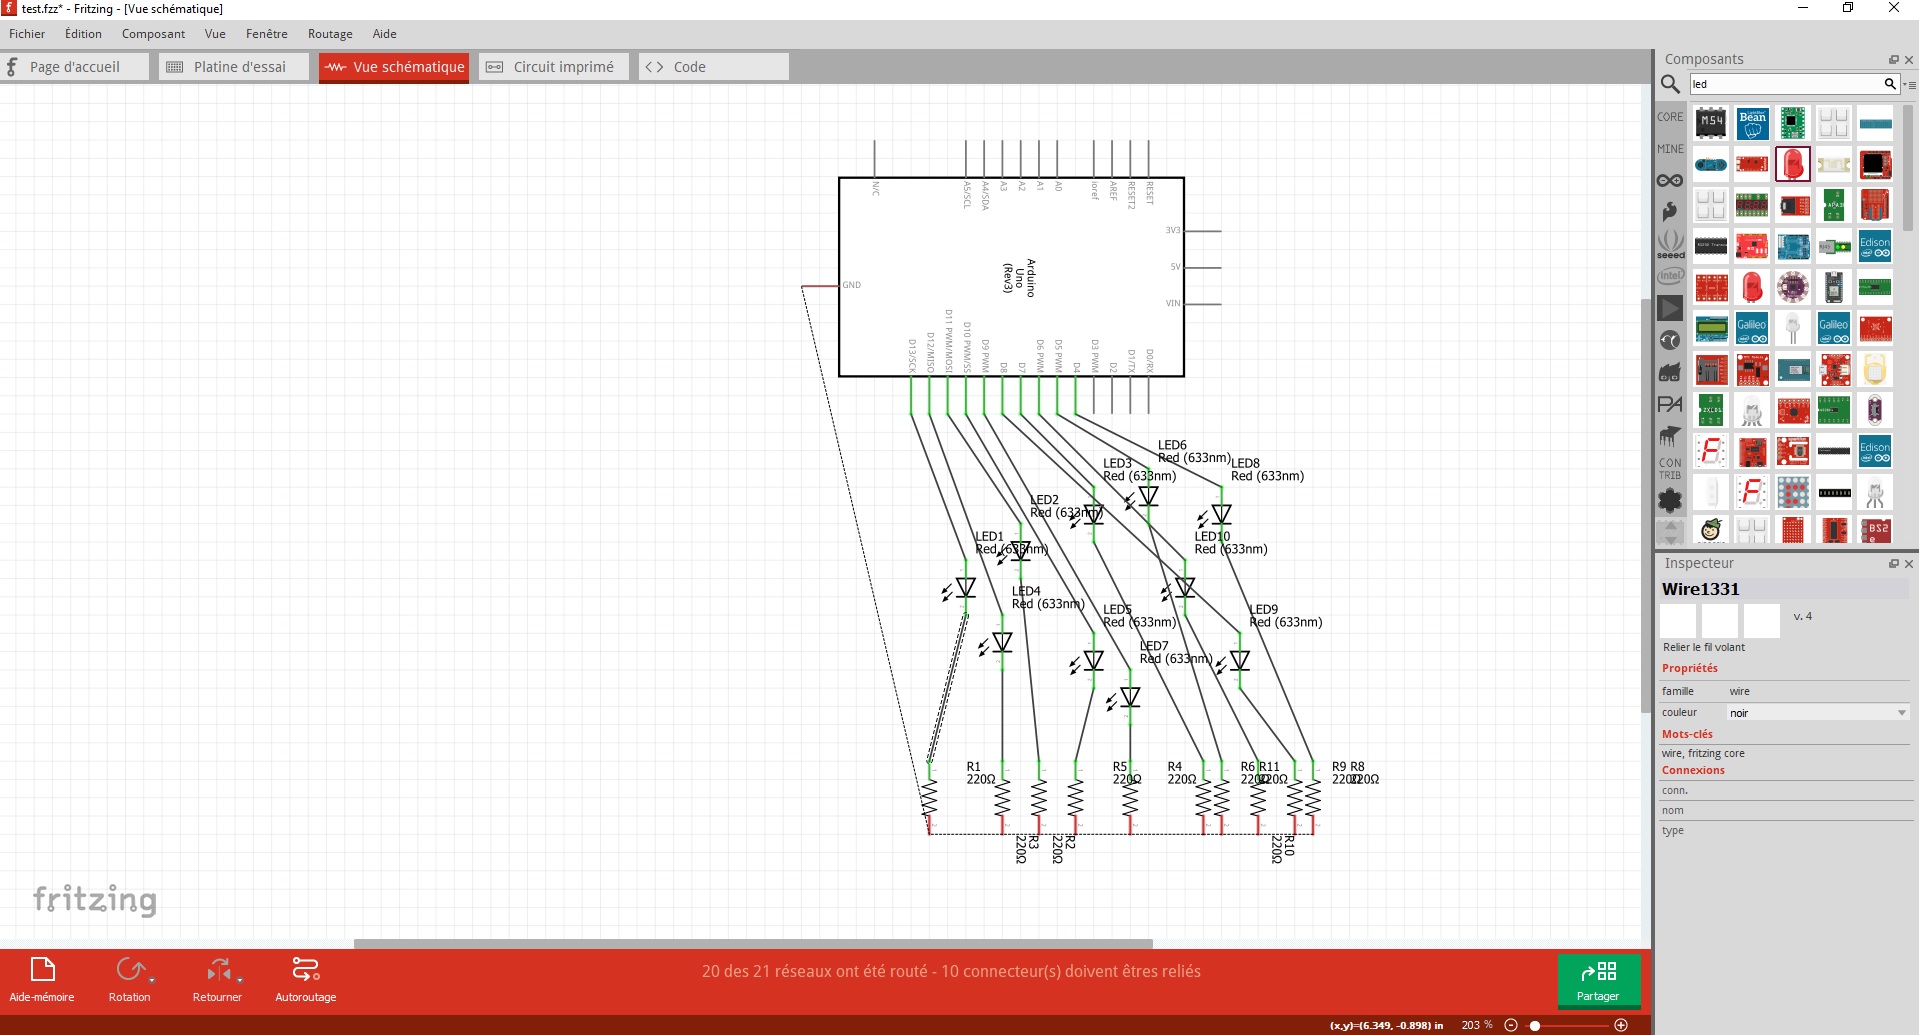 test.fzz* - Fritzing - [Vue schématique]
Fichier Édition Composant Vue Fenêtre Routage Aide
Page d'accueil Platine d'essai Vue schématique Circuit imprimé Code
Composants
led
CORE
MINE
seeed
intel
PA
CON
TRIB
M54
Bean
Edison
Galileo
Galileo
Edison
BS2
N/C A5/SCL A4/SDA A3 A2 A1 A0 ioref AREF RESET2 RESET
3V3
5V
VIN
GND
Arduino
Uno
(Rev3)
D13/SCK D12/MISO D11 PWM/MOSI D10 PWM/SS D9 PWM D8 D7 D6 PWM D5 PWM D4 D3 PWM D2 D1/TX D0/RX
LED6
Red (633nm)
LED3
Red (633nm)
LED8
Red (633nm)
LED2
Red (633nm)
LED1
Red (633nm)
LED10
Red (633nm)
LED4
Red (633nm)
LED5
Red (633nm)
LED9
Red (633nm)
LED7
Red (633nm)
R1
220Ω
R5
220Ω
R4
220Ω
R6
220Ω
R11
220Ω
R9
220Ω
R8
220Ω
R3
220Ω
R2
220Ω
R10
220Ω
fritzing
Inspecteur
Wire1331
v. 4
Relier le fil volant
Propriétés
famille wire
couleur noir
Mots-clés
wire, fritzing core
Connexions
conn.
nom
type
Aide-mémoire Rotation Retourner Autoroutage
20 des 21 réseaux ont été routé - 10 connecteur(s) doivent êtres reliés
Partager
(x,y)=(6.349, -0.898) in 203 %